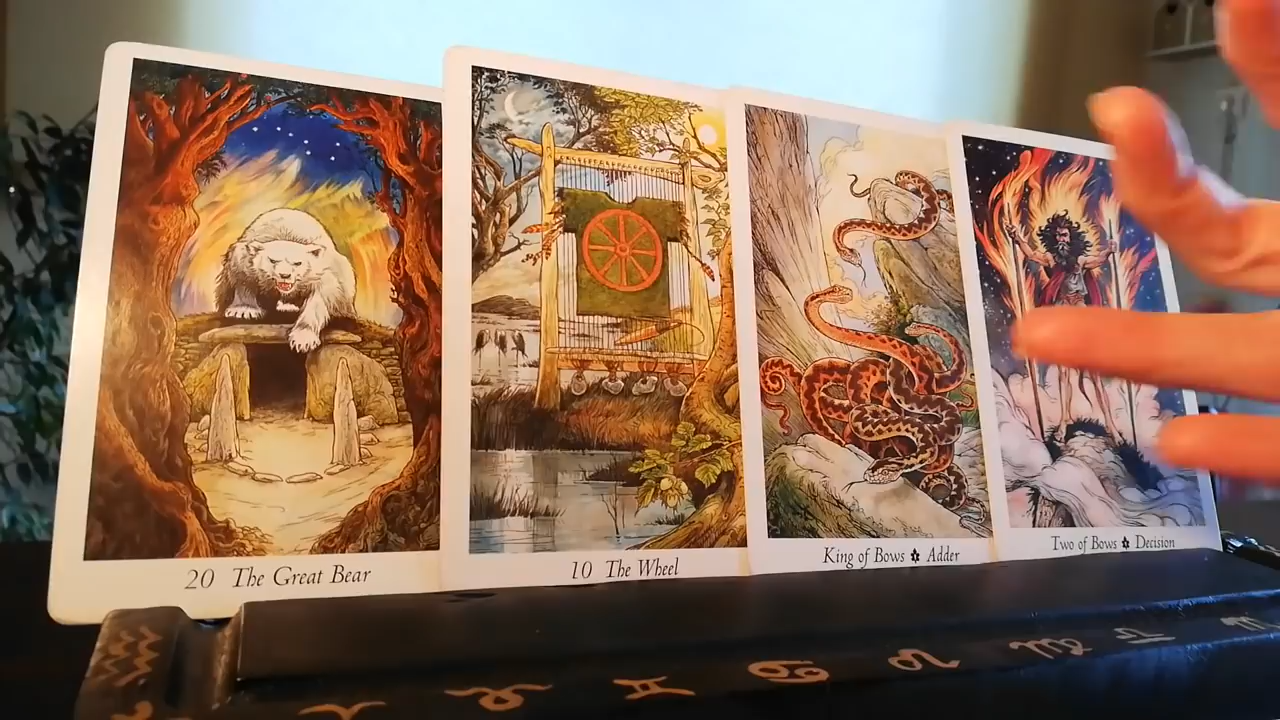 20 The Great Bear
10 The Wheel
King of Bows Adder
Two of Bows Decision